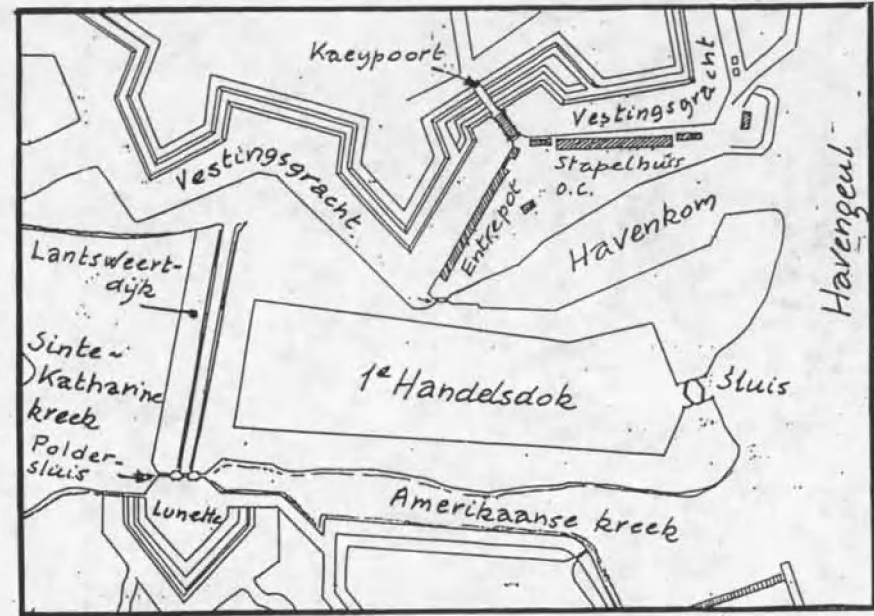 Kaeypoort
Vestingsgracht
Vestingsgracht.
Stapelhuis
O.C.
Entrepot
Havenkom
Havengeul
Lantsweert-
dijk
Sinte-
Katharine
kreek
1e Handelsdok
Sluis
Polder-
sluis
Lunette
Amerikaanse kreek